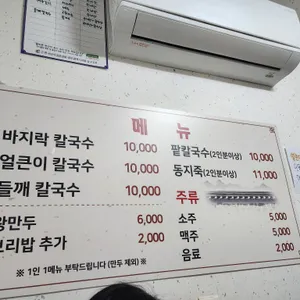 메 뉴
바지락 칼국수 10,000
얼큰이 칼국수 10,000
들깨 칼국수 10,000
왕만두 6,000
보리밥 추가 2,000
팥칼국수(2인분이상) 10,000
동지죽(2인분이상) 11,000
주류
소주 5,000
맥주 5,000
음료 2,000
※ 1인 1메뉴 부탁드립니다 (만두 제외) ※